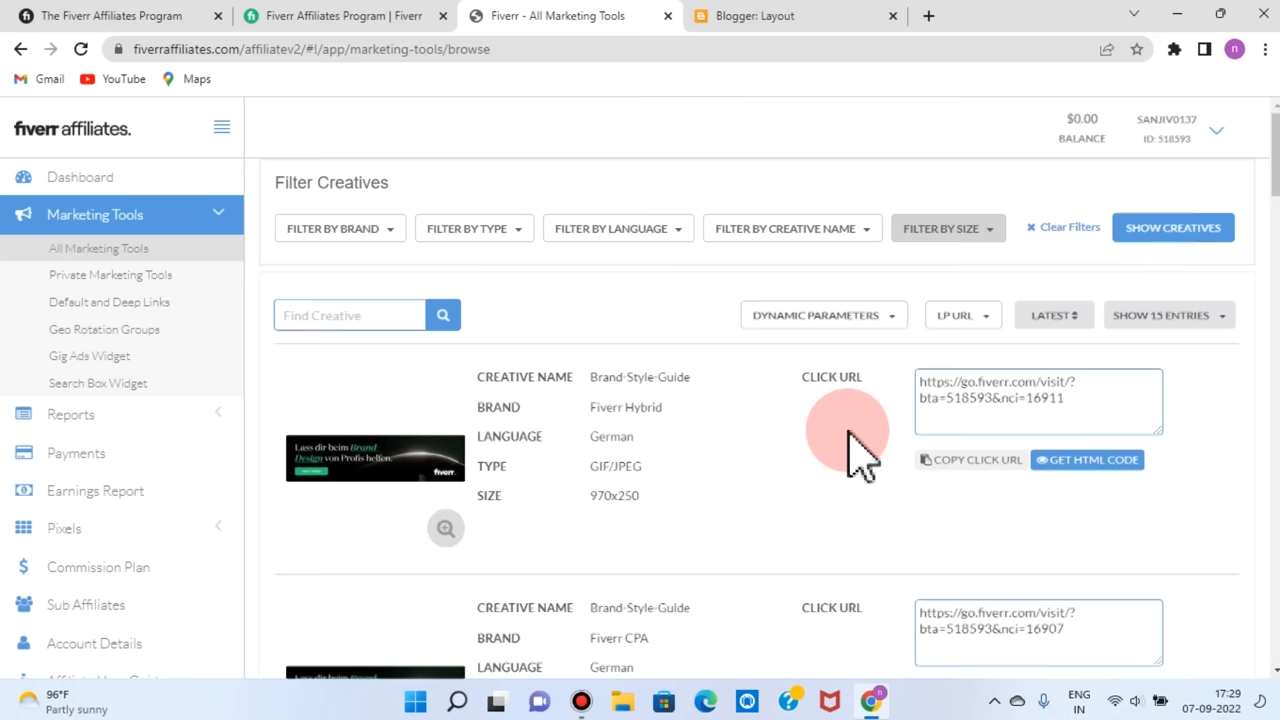 The Fiverr Affiliates Program
Fiverr Affiliates Program | Fiverr
Fiverr - All Marketing Tools
Blogger: Layout
fiverraffiliates.com/affiliatev2/#!/app/marketing-tools/browse
n
Gmail
YouTube
Maps
fiverr affiliates.
$0.00
BALANCE
SANJIV0137
ID: 518593
Dashboard
Marketing Tools
All Marketing Tools
Private Marketing Tools
Default and Deep Links
Geo Rotation Groups
Gig Ads Widget
Search Box Widget
Reports
Payments
Earnings Report
Pixels
Commission Plan
Sub Affiliates
Account Details
Filter Creatives
FILTER BY BRAND
FILTER BY TYPE
FILTER BY LANGUAGE
FILTER BY CREATIVE NAME
FILTER BY SIZE
Clear Filters
SHOW CREATIVES
Find Creative
DYNAMIC PARAMETERS
LP URL
LATEST
SHOW 15 ENTRIES
Lass dir beim Brand
Design von Profis helfen.
fiverr.
CREATIVE NAME Brand-Style-Guide
BRAND Fiverr Hybrid
LANGUAGE German
TYPE GIF/JPEG
SIZE 970x250
CLICK URL
https://go.fiverr.com/visit/?
bta=518593&nci=16911
COPY CLICK URL
GET HTML CODE
CREATIVE NAME Brand-Style-Guide
BRAND Fiverr CPA
LANGUAGE German
CLICK URL
https://go.fiverr.com/visit/?
bta=518593&nci=16907
96°F
Partly sunny
ENG
IN
17:29
07-09-2022